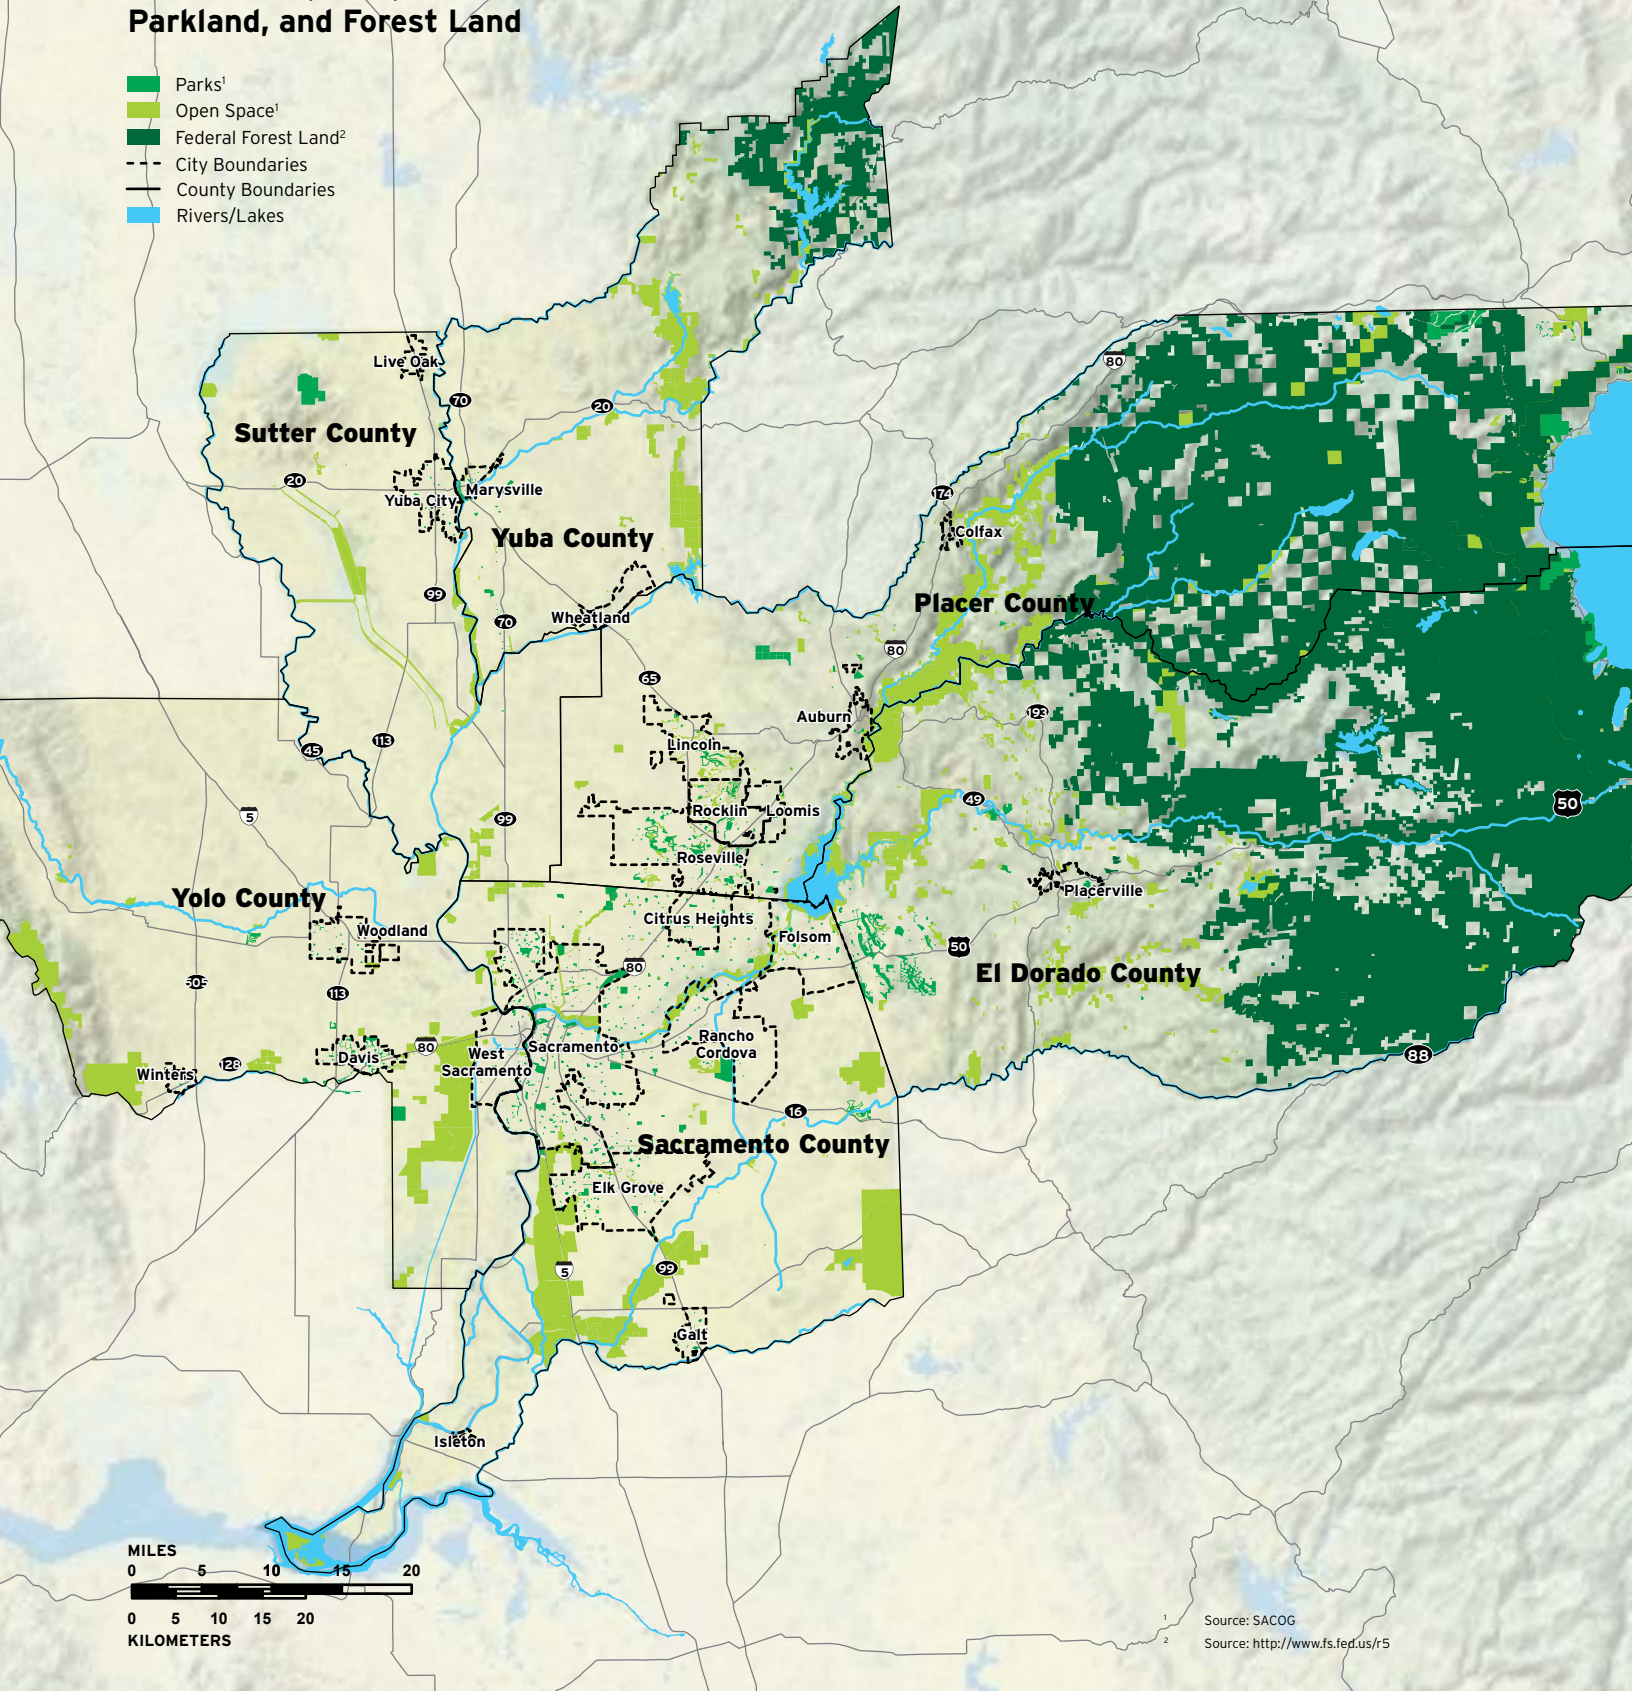 Parkland, and Forest Land
Parks¹
Open Space¹
Federal Forest Land²
City Boundaries
County Boundaries
Rivers/Lakes
Live Oak
80
70
20
Sutter County
20
Marysville
174
Yuba City
Colfax
Yuba County
99
Placer County
Wheatland
70
80
65
193
Auburn
Lincoln
113
45
49
50
Rocklin
Loomis
5
99
Roseville
Placerville
Yolo County
Citrus Heights
Woodland
Folsom
50
80
El Dorado County
505
113
Rancho
Cordova
80
Sacramento
West
Sacramento
Davis
88
128
Winters
16
Sacramento County
Elk Grove
5
99
Galt
Isleton
MILES
0 5 10 15 20
0 5 10 15 20
KILOMETERS
¹ Source: SACOG
² Source: http://www.fs.fed.us/r5